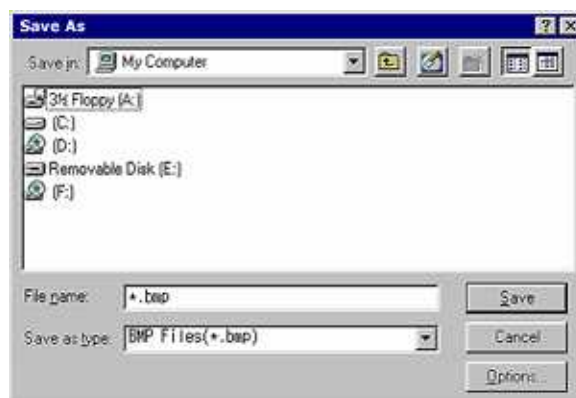 Save As
Save in: My Computer
3½ Floppy (A:)
(C:)
(D:)
Removable Disk (E:)
(F:)
File name: *.bmp
Save
Save as type: BMP Files(*.bmp)
Cancel
Options...